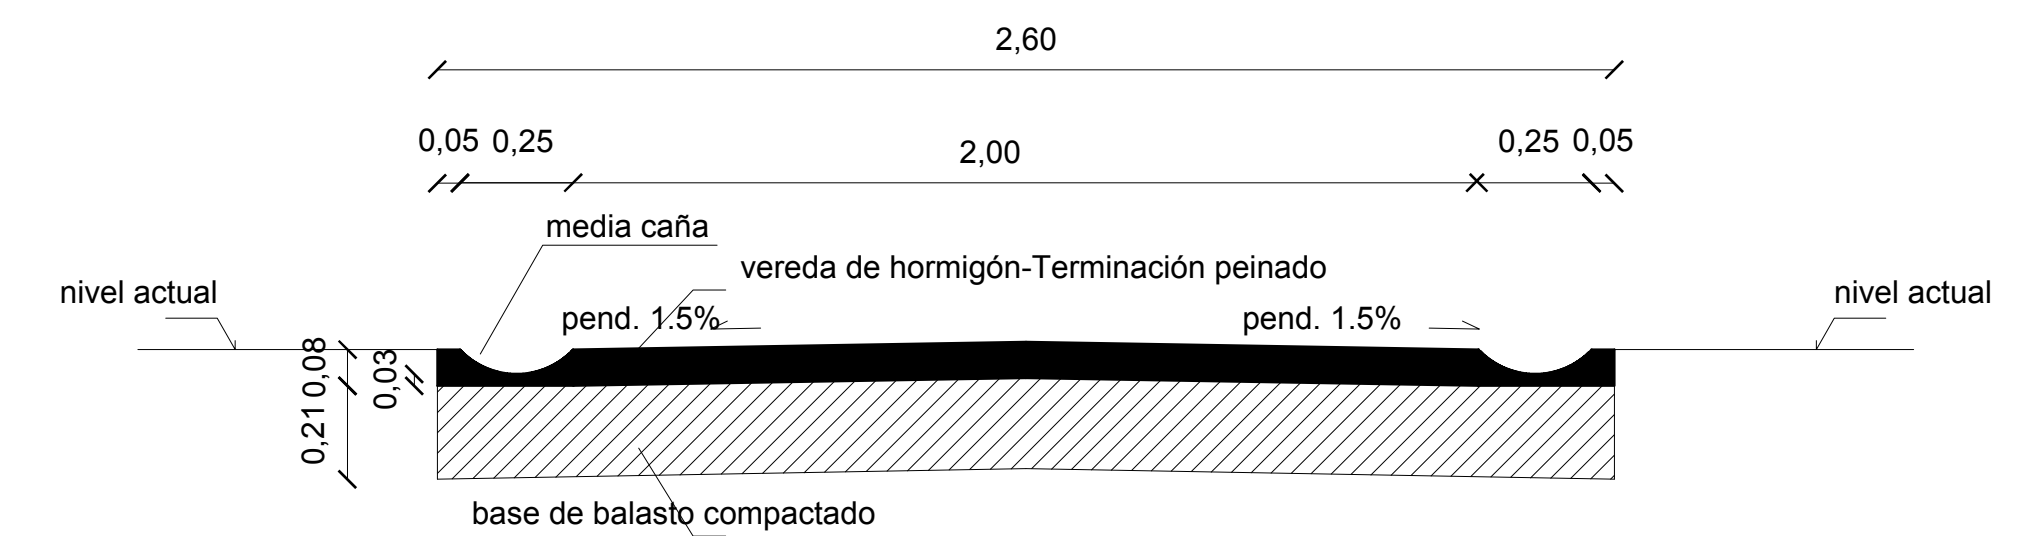 2,60
0,05 0,25
2,00
0,25 0,05
media caña
vereda de hormigón-Terminación peinado
nivel actual
nivel actual
pend. 1.5%
pend. 1.5%
0,08
0,03
0,21
base de balasto compactado